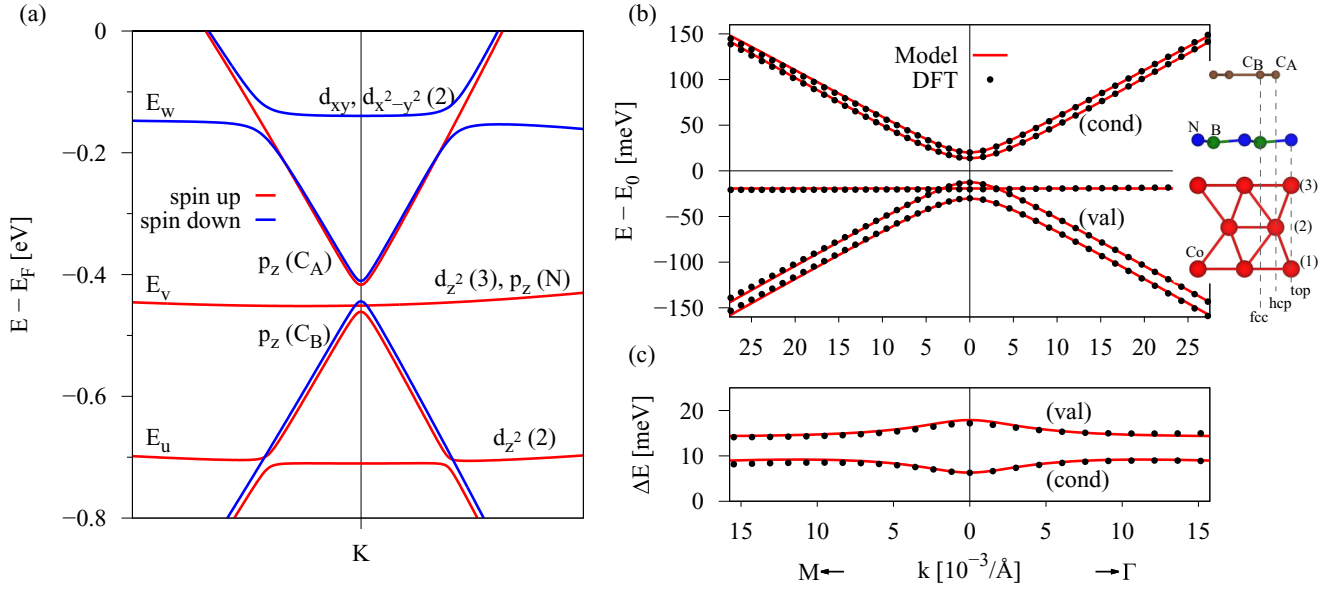 (a)
0
−0.2
−0.4
−0.6
−0.8
E − E_F [eV]
E_w
d_xy, d_x²−y² (2)
spin up
spin down
p_z (C_A)
E_v
d_z² (3), p_z (N)
p_z (C_B)
E_u
d_z² (2)
K
(b)
150
100
50
0
−50
−100
−150
E − E_0 [meV]
Model
DFT
(cond)
(val)
25 20 15 10 5 0 5 10 15 20 25
C_B C_A
N B
(3)
(2)
Co
(1)
top
hcp
fcc
(c)
20
10
0
ΔE [meV]
(val)
(cond)
15 10 5 0 5 10 15
M← k [10⁻³/Å] →Γ